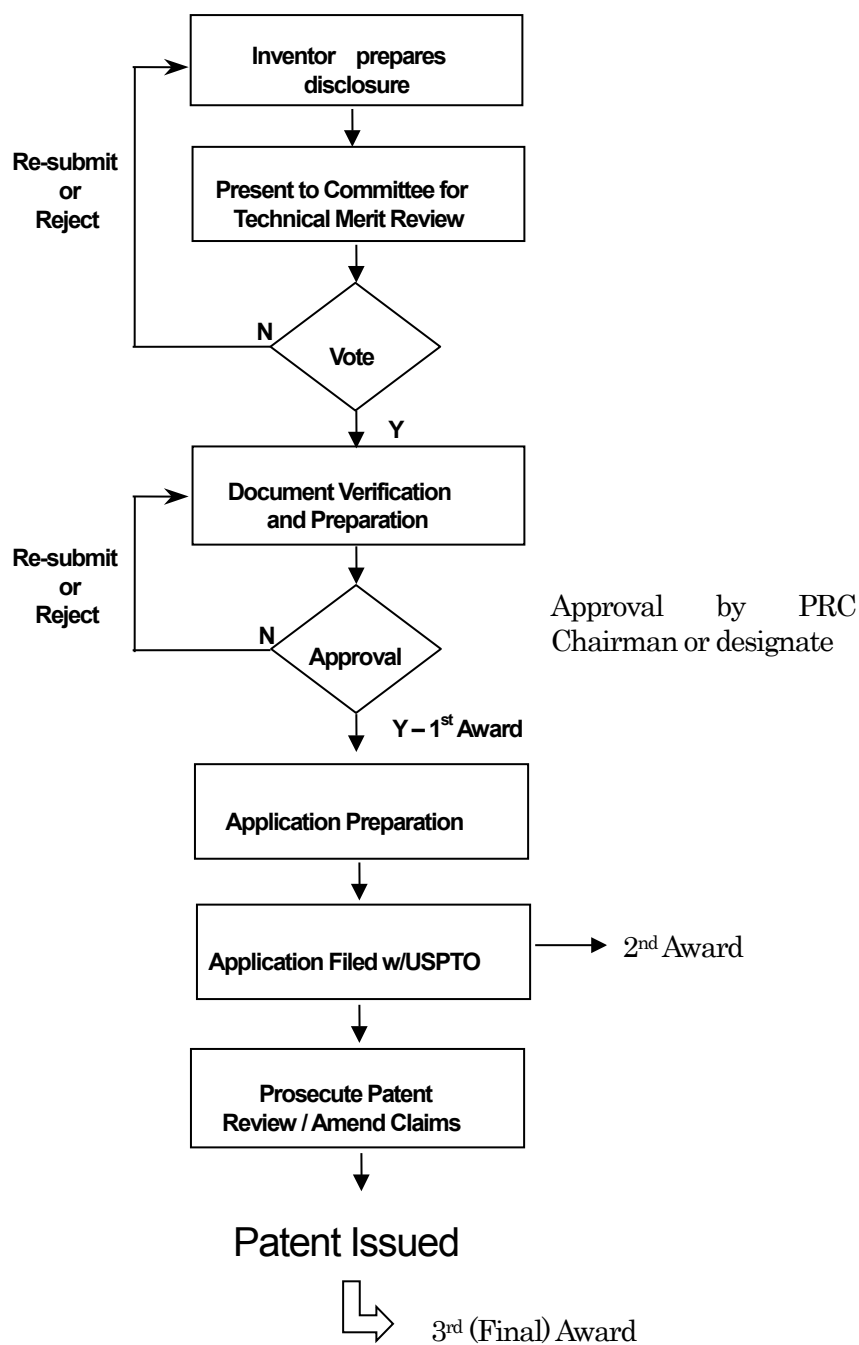 Inventor prepares
disclosure
Re-submit
or
Reject
Present to Committee for
Technical Merit Review
N
Vote
Y
Document Verification
and Preparation
Re-submit
or
Reject
N
Approval
Approval by PRC
Chairman or designate
Y – 1st Award
Application Preparation
Application Filed w/USPTO
2nd Award
Prosecute Patent
Review / Amend Claims
Patent Issued
3rd (Final) Award